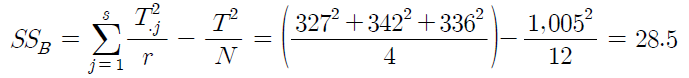 SS_B = \sum_{j=1}^{s} \frac{T_{.j}^2}{r} - \frac{T^2}{N} = \left( \frac{327^2 + 342^2 + 336^2}{4} \right) - \frac{1,005^2}{12} = 28.5